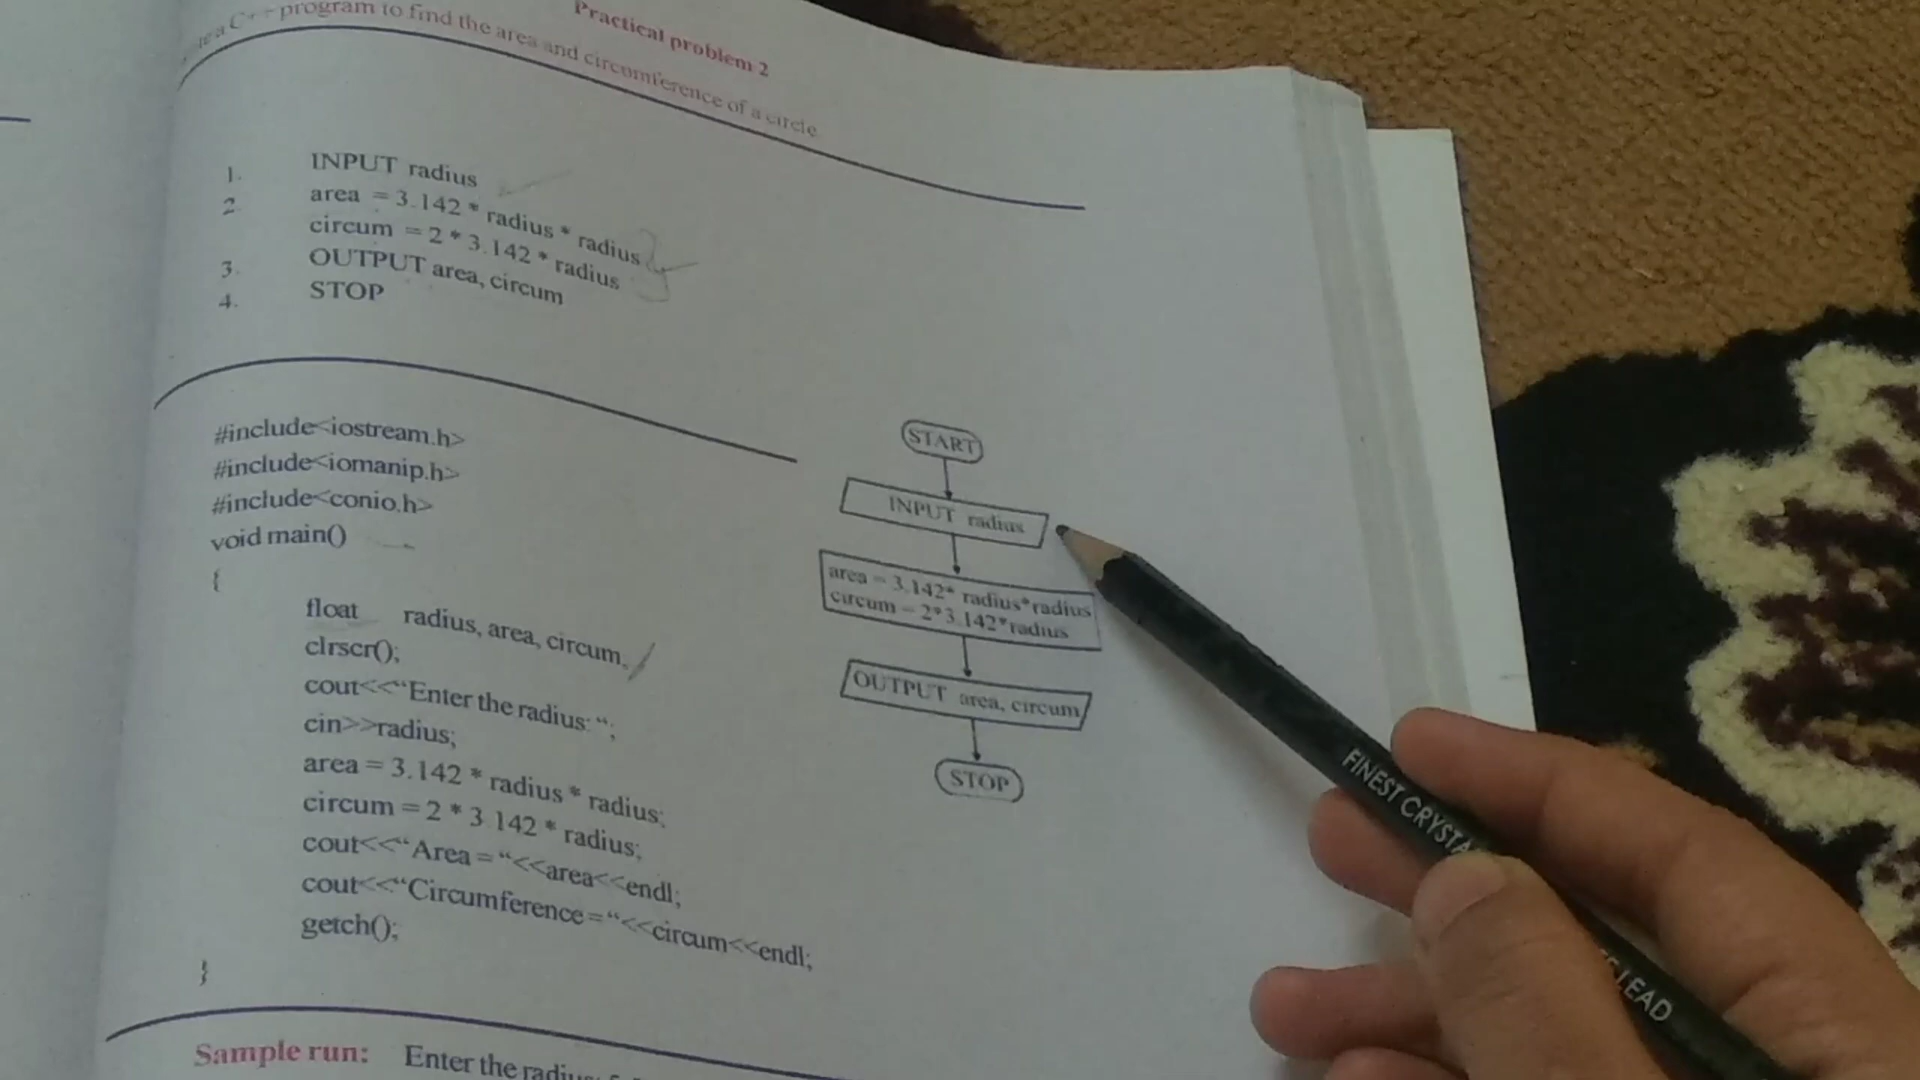 Practical problem 2
a C++ program to find the area and circomference of a circle
1. INPUT radius
2. area = 3.142 * radius * radius
circum = 2 * 3.142 * radius
3. OUTPUT area, circum
4. STOP
#include<iostream.h>
#include<iomanip.h>
#include<conio.h>
void main()
{
float radius, area, circum,
clrscr();
cout<<"Enter the radius: ";
cin>>radius;
area = 3.142 * radius * radius;
circum = 2 * 3.142 * radius;
cout<<"Area = "<<area<<endl;
cout<<"Circumference = "<<circum<<endl;
getch();
}
START
INPUT radius
area = 3.142* radius*radius
circum = 2*3.142*radius
OUTPUT area, circum
STOP
Sample run: Enter the radius:
FINEST CRYSTA
LEAD